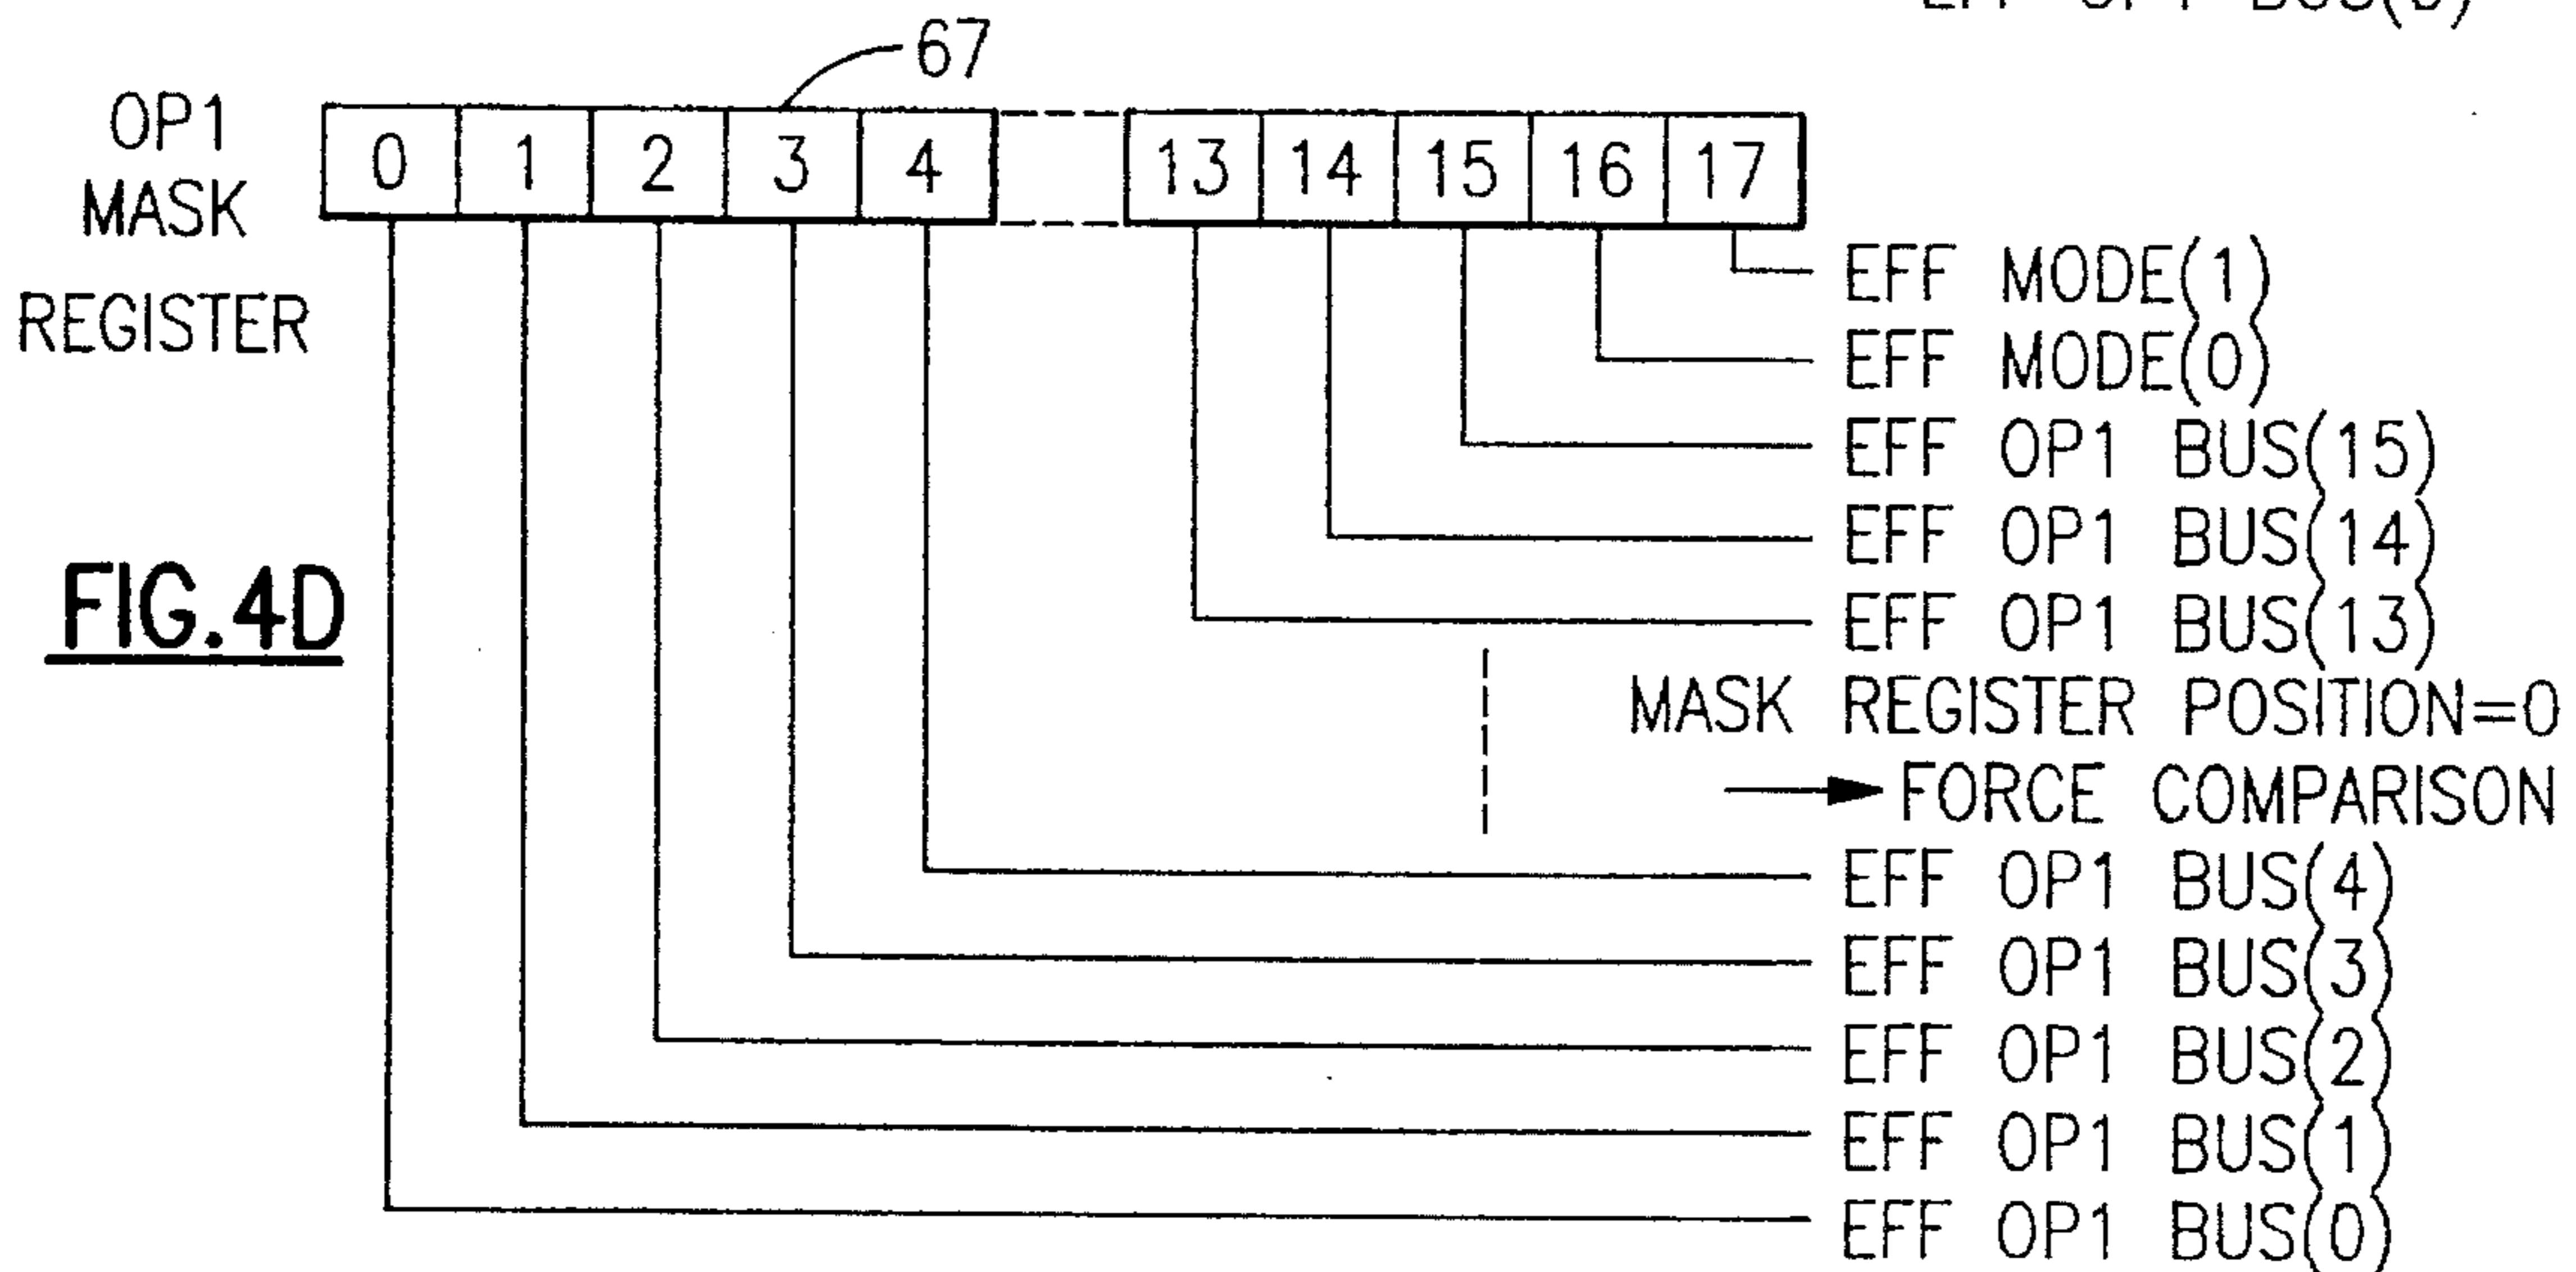 67
OP1
MASK
REGISTER
0 1 2 3 4 13 14 15 16 17
EFF MODE(1)
EFF MODE(0)
EFF OP1 BUS(15)
EFF OP1 BUS(14)
EFF OP1 BUS(13)
FIG.4D
MASK REGISTER POSITION=0
FORCE COMPARISON
EFF OP1 BUS(4)
EFF OP1 BUS(3)
EFF OP1 BUS(2)
EFF OP1 BUS(1)
EFF OP1 BUS(0)